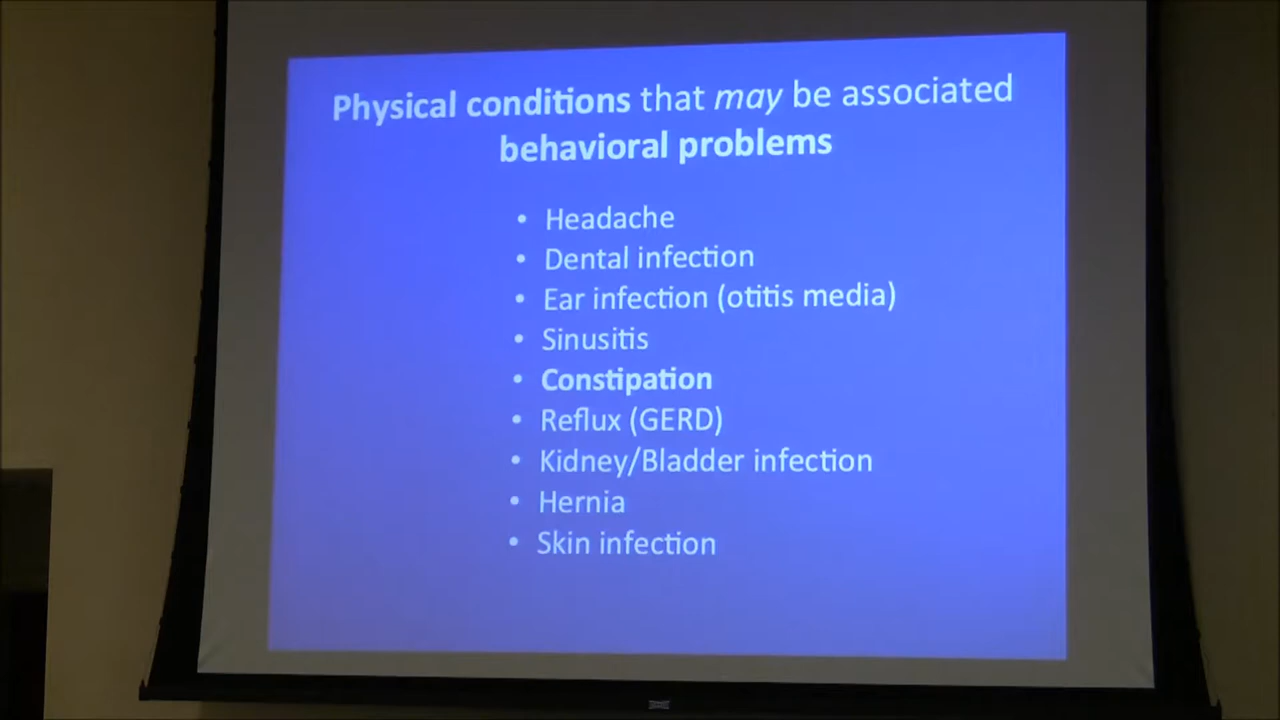 Physical conditions that may be associated
behavioral problems
• Headache
• Dental infection
• Ear infection (otitis media)
• Sinusitis
• Constipation
• Reflux (GERD)
• Kidney/Bladder infection
• Hernia
• Skin infection